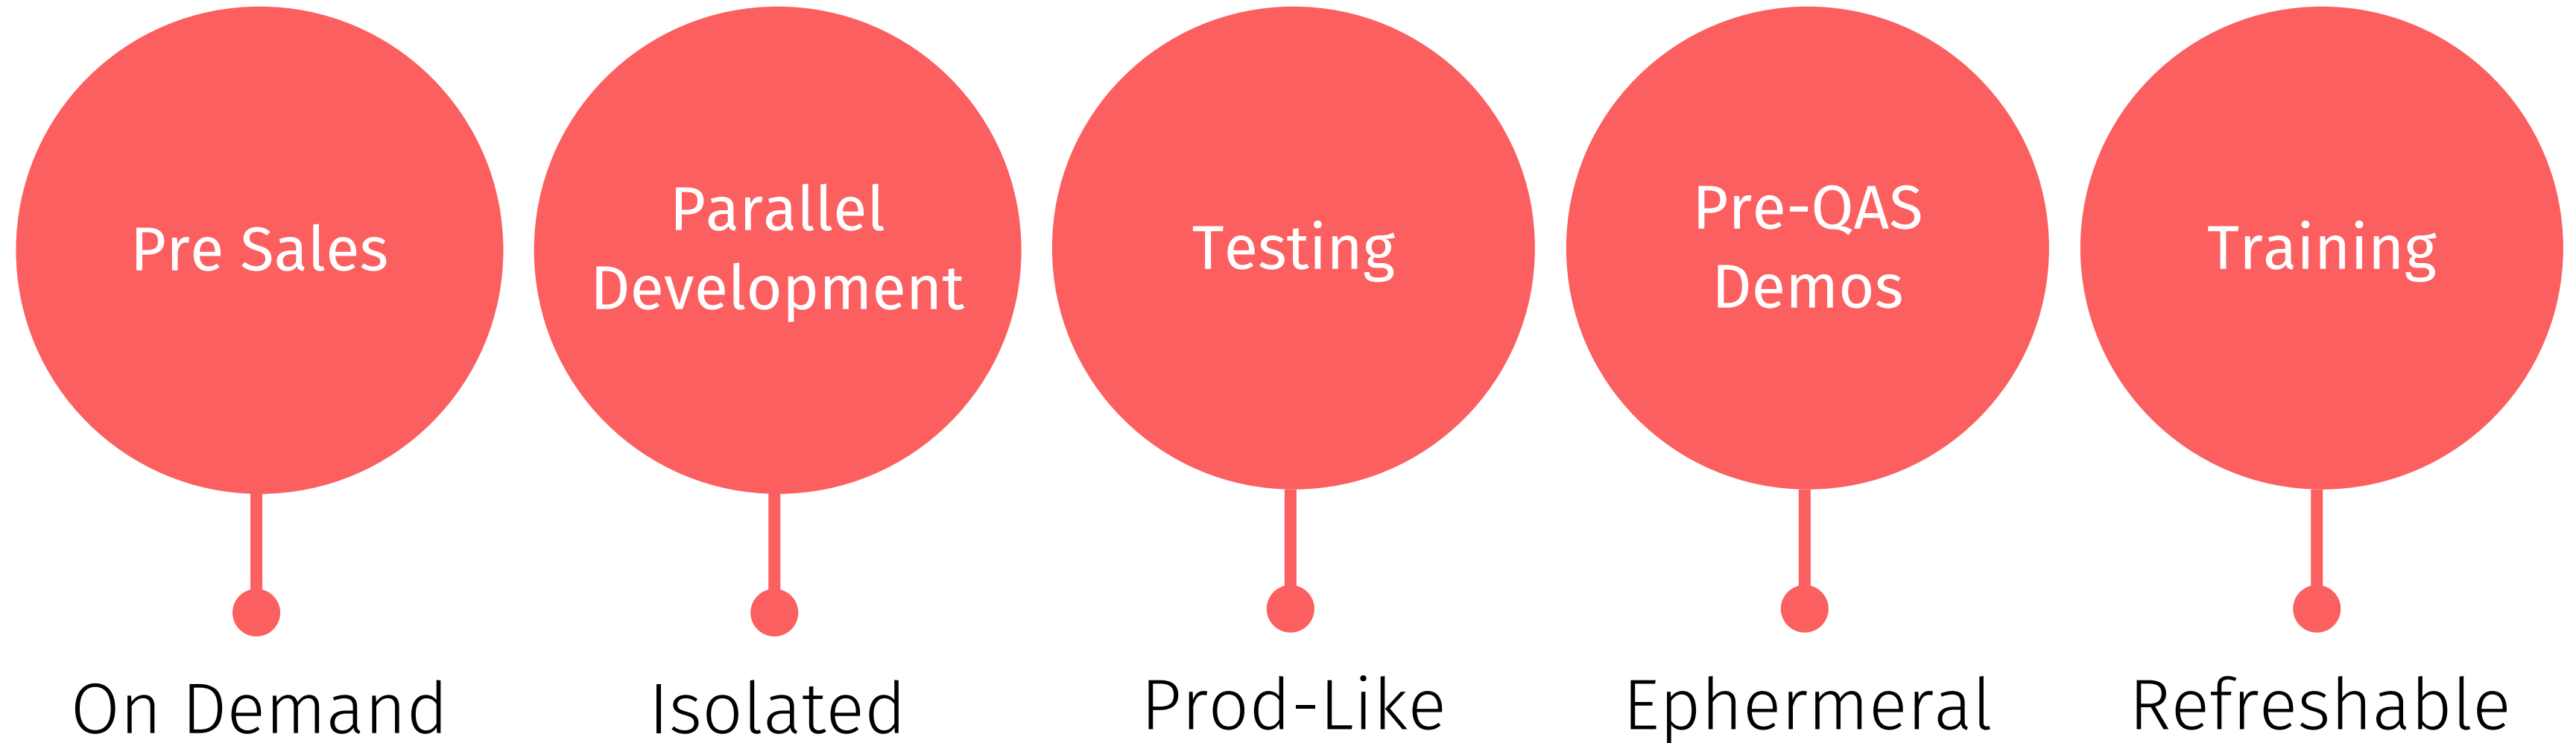 Pre Sales
Parallel
Development
Testing
Pre-QAS
Demos
Training
On Demand
Isolated
Prod-Like
Ephermeral
Refreshable